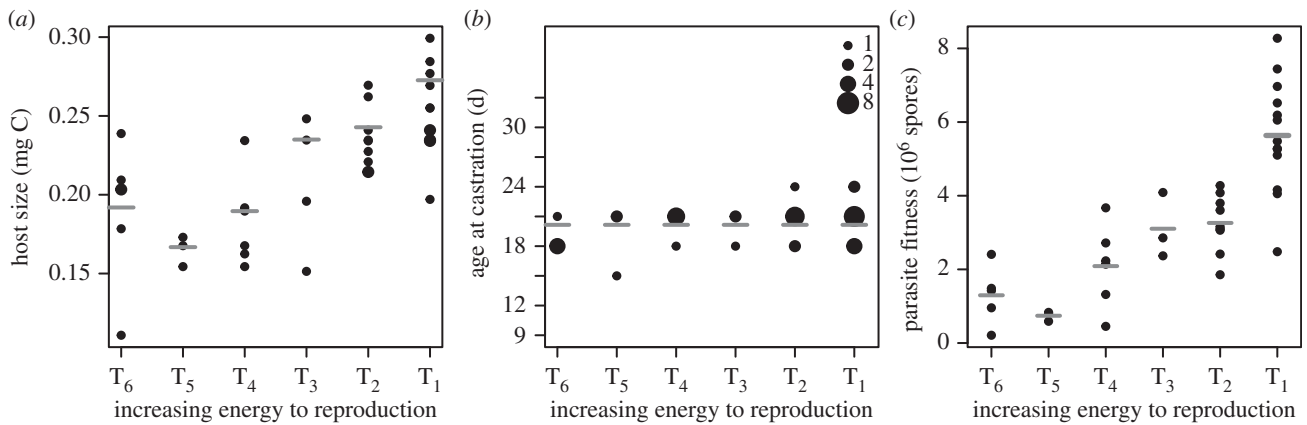 (a)
0.30
0.25
0.20
0.15
host size (mg C)
T6 T5 T4 T3 T2 T1
increasing energy to reproduction
(b)
1
2
4
8
30
24
18
12
9
age at castration (d)
T6 T5 T4 T3 T2 T1
increasing energy to reproduction
(c)
8
6
4
2
0
parasite fitness (10⁶ spores)
T6 T5 T4 T3 T2 T1
increasing energy to reproduction